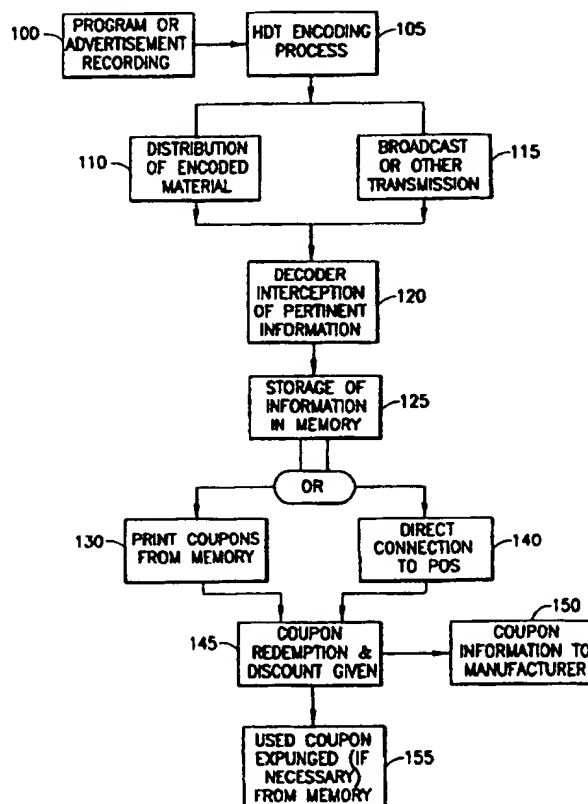 100
PROGRAM OR
ADVERTISEMENT
RECORDING
HDT ENCODING
PROCESS
105
110
DISTRIBUTION
OF ENCODED
MATERIAL
BROADCAST
OR OTHER
TRANSMISSION
115
DECODER
INTERCEPTION
OF PERTINENT
INFORMATION
120
STORAGE OF
INFORMATION
IN MEMORY
125
OR
130
PRINT COUPONS
FROM MEMORY
DIRECT
CONNECTION
TO POS
140
145
COUPON
REDEMPTION &
DISCOUNT GIVEN
150
COUPON
INFORMATION TO
MANUFACTURER
USED COUPON
EXPUNGED (IF
NECESSARY)
FROM MEMORY
155